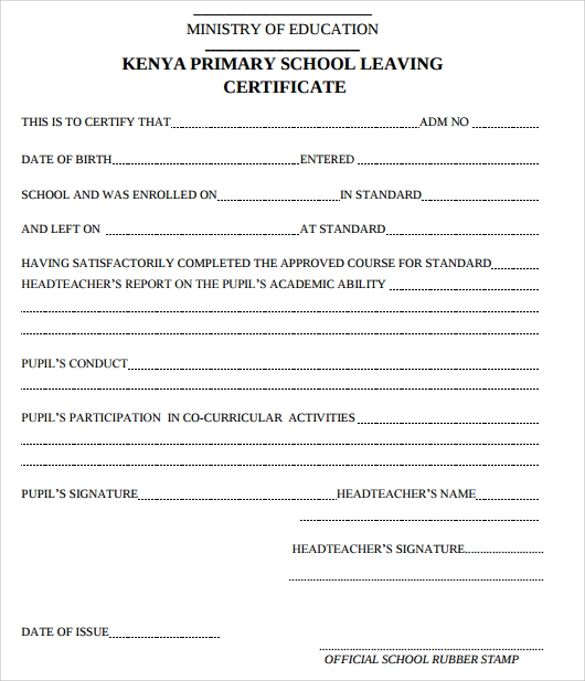 MINISTRY OF EDUCATION
KENYA PRIMARY SCHOOL LEAVING
CERTIFICATE
THIS IS TO CERTIFY THAT ADM NO
DATE OF BIRTH ENTERED
SCHOOL AND WAS ENROLLED ON IN STANDARD
AND LEFT ON AT STANDARD
HAVING SATISFACTORILY COMPLETED THE APPROVED COURSE FOR STANDARD
HEADTEACHER'S REPORT ON THE PUPIL'S ACADEMIC ABILITY
PUPIL'S CONDUCT
PUPIL'S PARTICIPATION IN CO-CURRICULAR ACTIVITIES
PUPIL'S SIGNATURE HEADTEACHER'S NAME
HEADTEACHER'S SIGNATURE
DATE OF ISSUE
OFFICIAL SCHOOL RUBBER STAMP